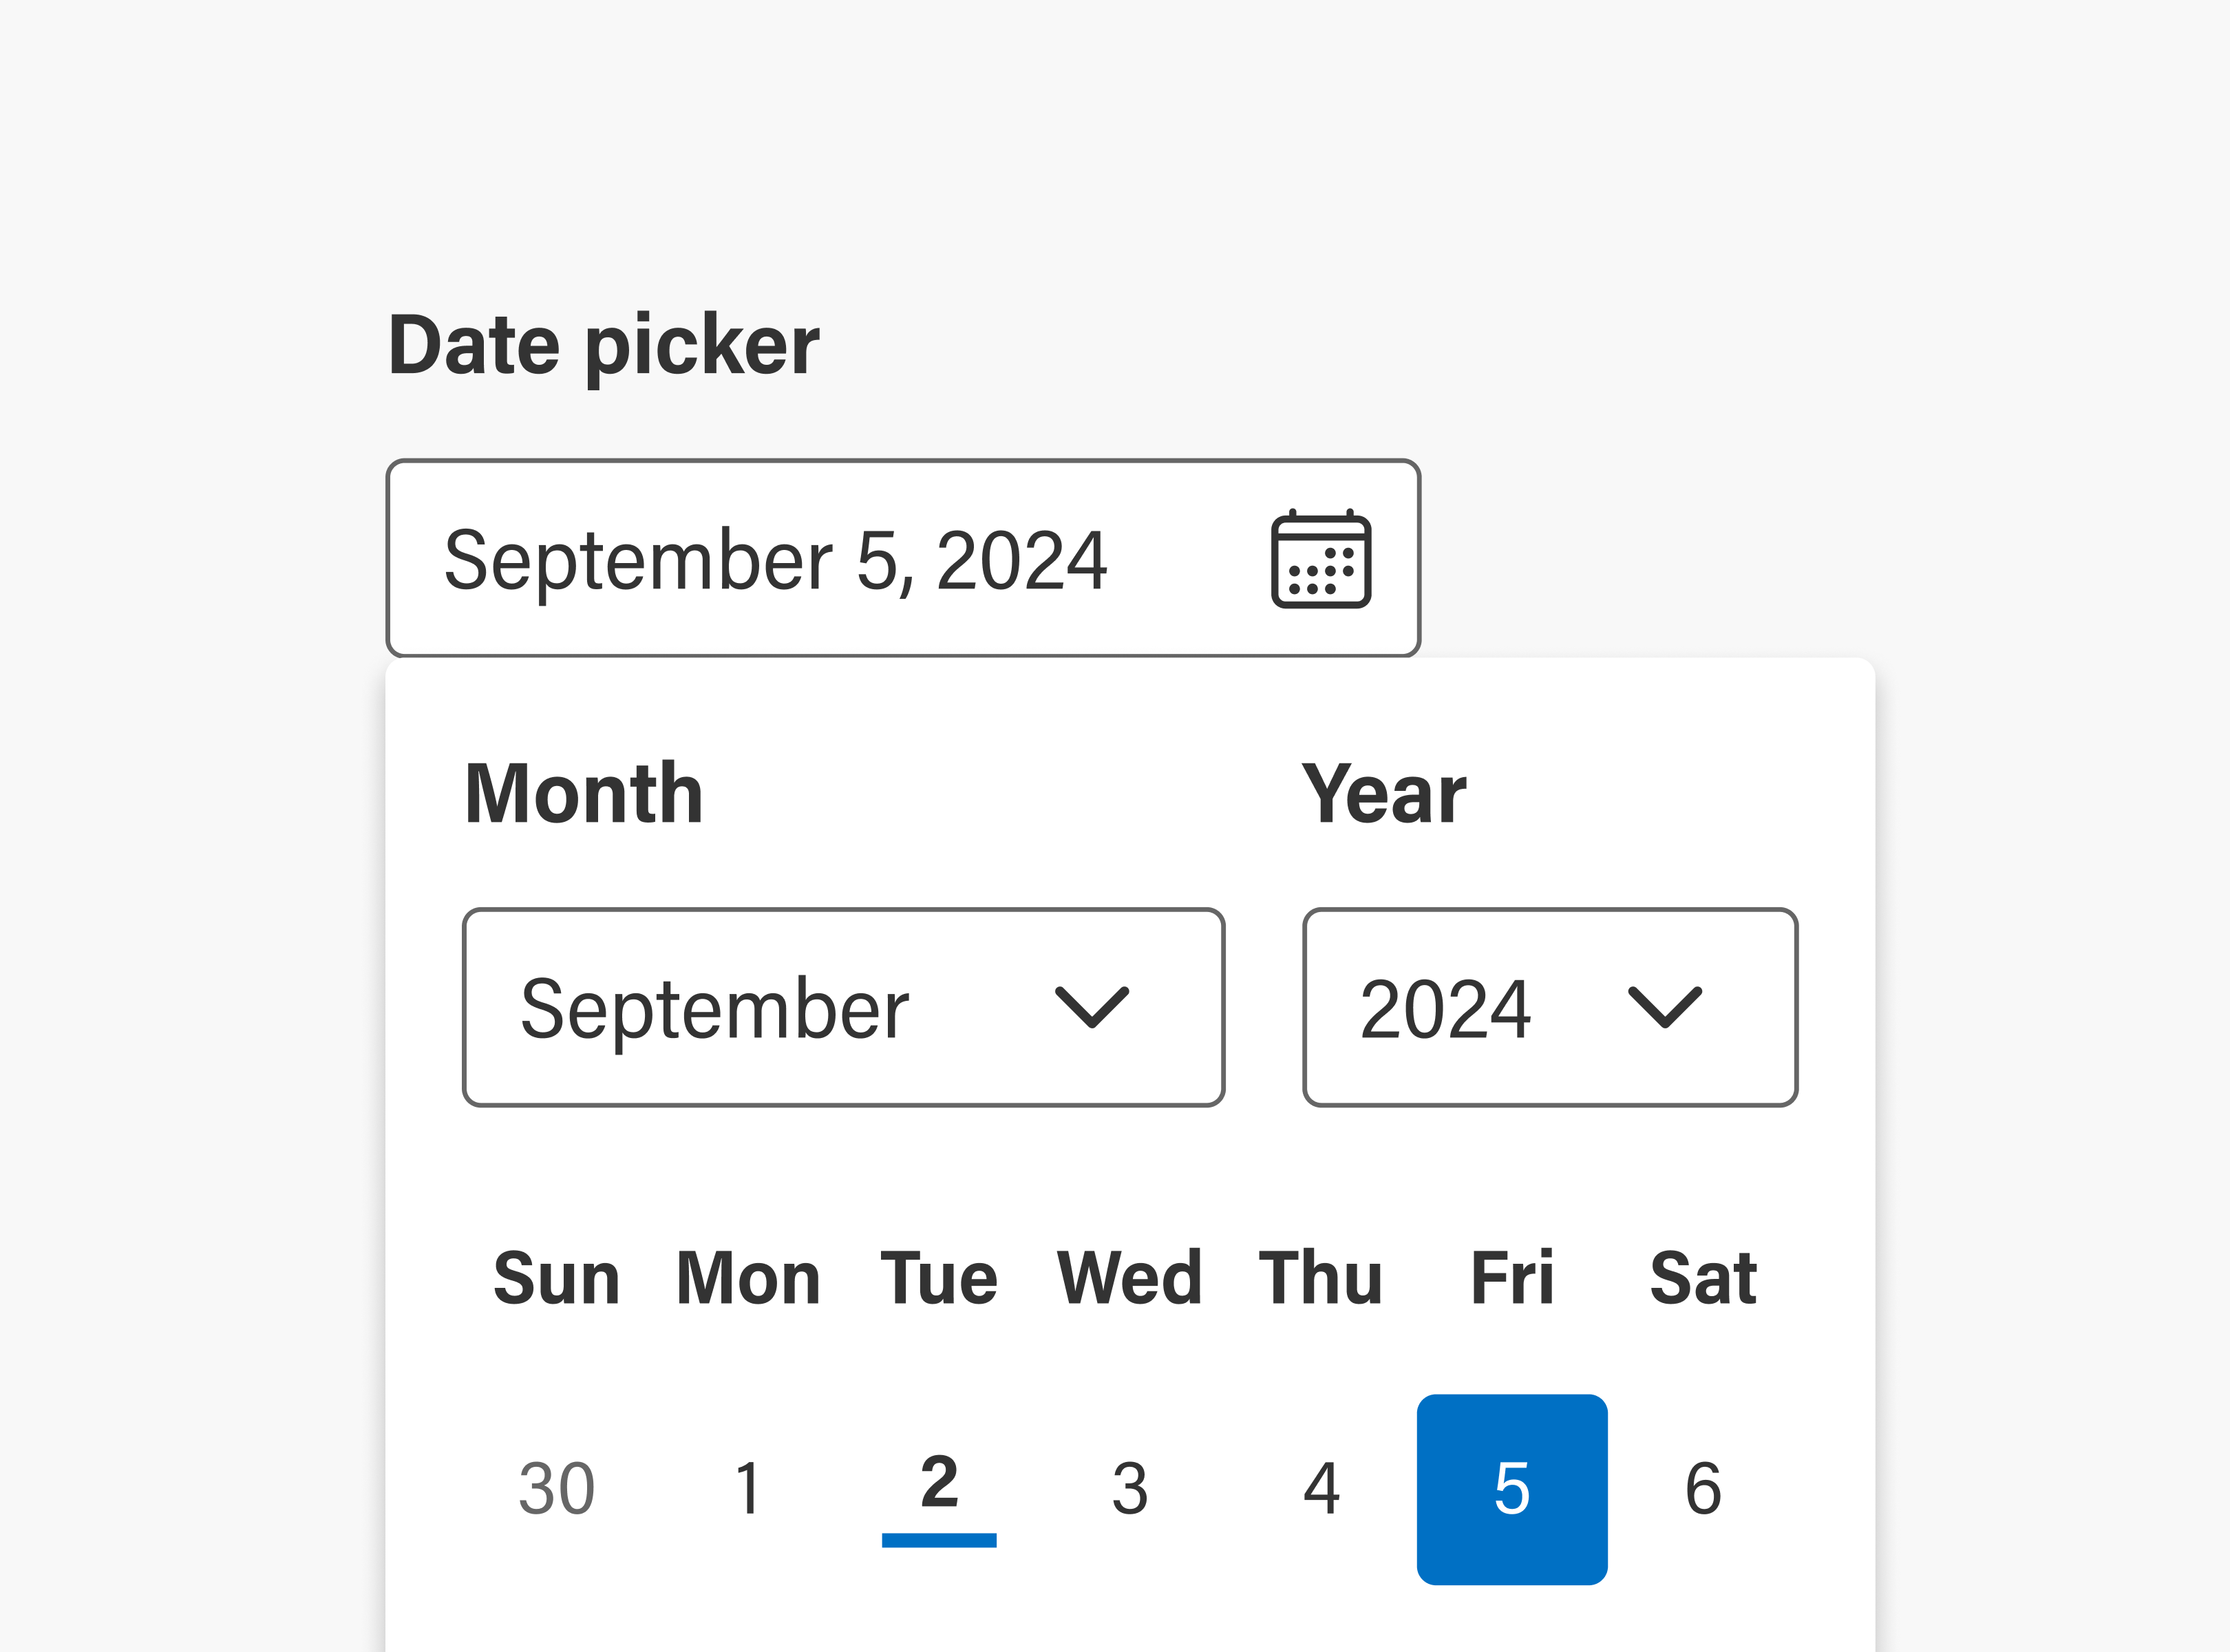 Date picker
September 5, 2024
Month Year
September 2024
Sun Mon Tue Wed Thu Fri Sat
30 1 2 3 4 5 6